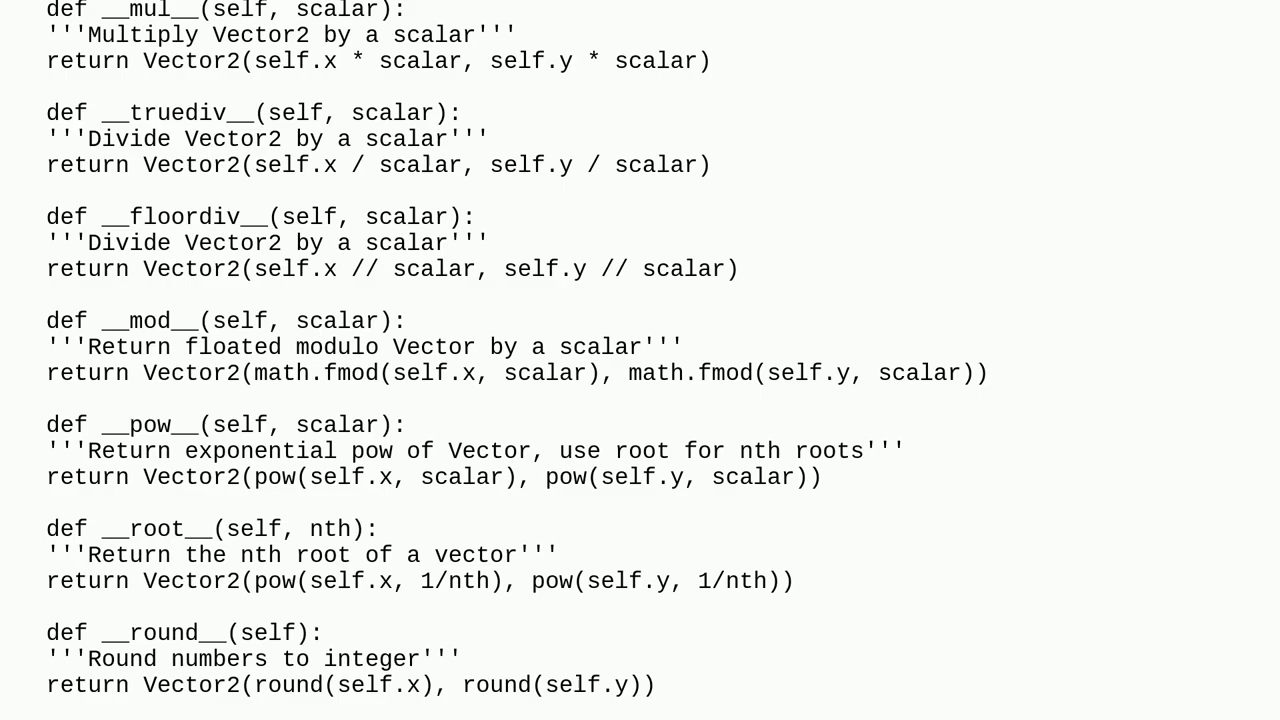 def __mul__(self, scalar):
'''Multiply Vector2 by a scalar'''
return Vector2(self.x * scalar, self.y * scalar)

def __truediv__(self, scalar):
'''Divide Vector2 by a scalar'''
return Vector2(self.x / scalar, self.y / scalar)

def __floordiv__(self, scalar):
'''Divide Vector2 by a scalar'''
return Vector2(self.x // scalar, self.y // scalar)

def __mod__(self, scalar):
'''Return floated modulo Vector by a scalar'''
return Vector2(math.fmod(self.x, scalar), math.fmod(self.y, scalar))

def __pow__(self, scalar):
'''Return exponential pow of Vector, use root for nth roots'''
return Vector2(pow(self.x, scalar), pow(self.y, scalar))

def __root__(self, nth):
'''Return the nth root of a vector'''
return Vector2(pow(self.x, 1/nth), pow(self.y, 1/nth))

def __round__(self):
'''Round numbers to integer'''
return Vector2(round(self.x), round(self.y))